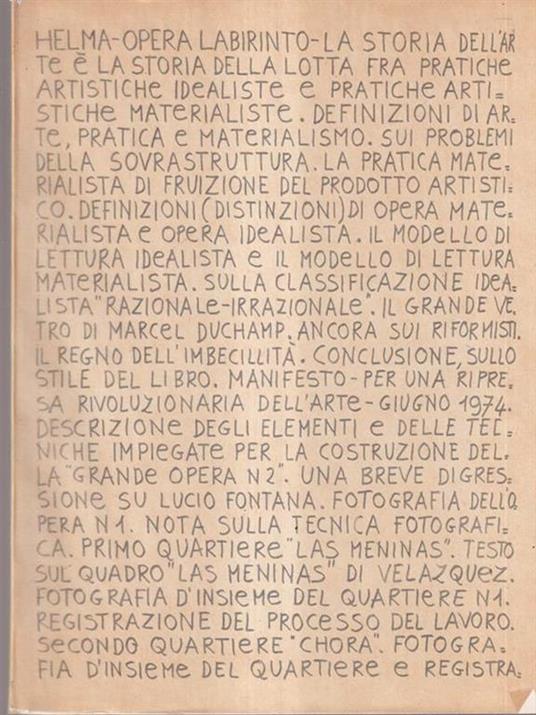 HELMA-OPERA LABIRINTO-LA STORIA DELL'AR
Te È LA STORIA DELLA LOTTA FRA PRATICHE
ARTISTICHE IDEALISTE e PRATICHE ARTI=
STICHE MATERIALISTE. DEFINIZIONI DI AR=
Te, PRATICA e MATERIALISMO. SUI PROBLEMI
DELLA SOVRASTRUTTURA. LA PRATICA MATE=
RIALISTA DI FRUIZIONE DEL PRODOTTO ARTISTI=
CO. DEFINIZIONI (DISTINZIONI) DI OPERA MATE=
RIALISTA e OPERA IDEALISTA. IL MODELLO DI
LETTURA IDEALISTA e IL MODELLO DI LETTURA
MATERIALISTA. SULLA CLASSIFICAZIONE IDEA=
LISTA "RAZIONALE-IRRAZIONALE". IL GRANDE VE=
TRO DI MARCEL DUCHAMP. ANCORA SUI RIFORMISTI.
IL REGNO DELL'IMBECILLITÀ. CONCLUSIONE, SULLO
STILE DEL LIBRO. MANIFESTO-PER UNA RIPRE=
SA RIVOLUZIONARIA DELL'ARTE-GIUGNO 1974.
DESCRIZIONE DEGLI ELEMENTI e DELLE TEC=
NICHE IMPIEGATE PER LA COSTRUZIONE DEL=
LA "GRANDE OPERA N2". UNA BREVE DIGRES=
SIONE SU LUCIO FONTANA. FOTOGRAFIA DELL'O=
PERA N1. NOTA SULLA TECNICA FOTOGRAFI=
CA. PRIMO QUARTIERE "LAS MENINAS". TESTO
SUL QUADRO "LAS MENINAS" DI VELAZQUEZ.
FOTOGRAFIA D'INSIEME DEL QUARTIERE N1.
REGISTRAZIONE DEL PROCESSO DEL LAVORO.
SECONDO QUARTIERE "CHORA". FOTOGRA=
FIA D'INSIEME DEL QUARTIERE e REGISTRA=